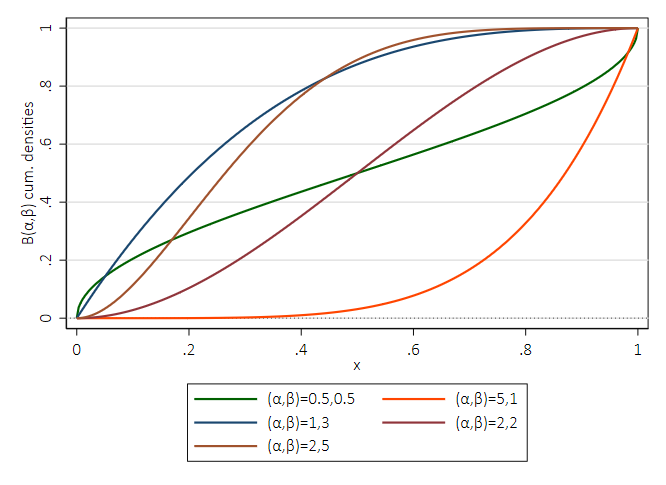 B(α,β) cum. densities
1
.8
.6
.4
.2
0
0 .2 .4 .6 .8 1
x
(α,β)=0.5,0.5 (α,β)=5,1
(α,β)=1,3 (α,β)=2,2
(α,β)=2,5